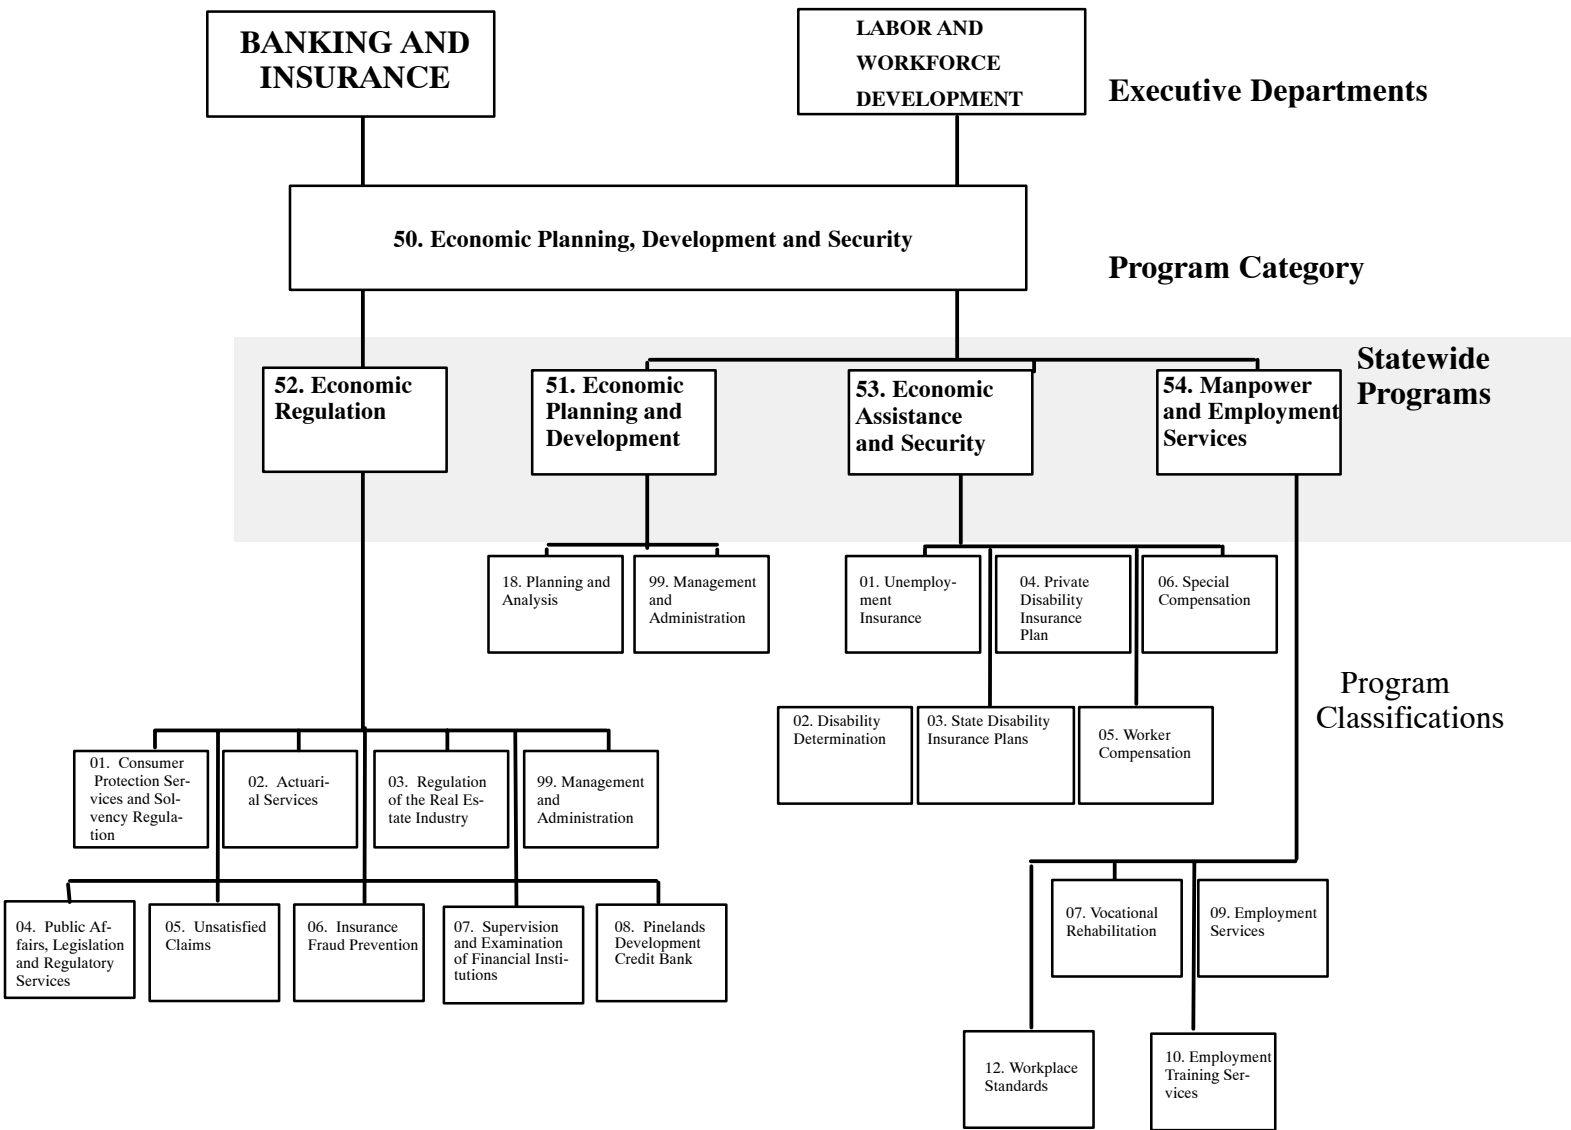 BANKING AND
INSURANCE
LABOR AND
WORKFORCE
DEVELOPMENT
Executive Departments
50. Economic Planning, Development and Security
Program Category
Statewide
Programs
52. Economic
Regulation
51. Economic
Planning and
Development
53. Economic
Assistance
and Security
54. Manpower
and Employment
Services
18. Planning and
Analysis
99. Management
and
Administration
01. Unemploy-
ment
Insurance
04. Private
Disability
Insurance
Plan
06. Special
Compensation
Program
Classifications
02. Disability
Determination
03. State Disability
Insurance Plans
05. Worker
Compensation
01. Consumer
Protection Ser-
vices and Sol-
vency Regula-
tion
02. Actuari-
al Services
03. Regulation
of the Real Es-
tate Industry
99. Management
and
Administration
04. Public Af-
fairs, Legislation
and Regulatory
Services
05. Unsatisfied
Claims
06. Insurance
Fraud Prevention
07. Supervision
and Examination
of Financial Insti-
tutions
08. Pinelands
Development
Credit Bank
07. Vocational
Rehabilitation
09. Employment
Services
12. Workplace
Standards
10. Employment
Training Ser-
vices